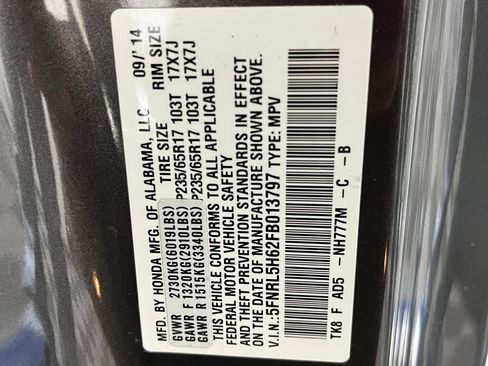 MFD. BY HONDA MFG. OF ALABAMA, LLC 09/' 14
TIRE SIZE RIM SIZE
GVWR 2730KG(6019LBS)
GAWR F 1320KG(2910LBS) P235/65R17 103T 17X7J
GAWR R 1515KG(3340LBS) P235/65R17 103T 17X7J
THIS VEHICLE CONFORMS TO ALL APPLICABLE
FEDERAL MOTOR VEHICLE SAFETY
AND THEFT PREVENTION STANDARDS IN EFFECT
ON THE DATE OF MANUFACTURE SHOWN ABOVE.
V.I.N.:5FNRL5H62FB013797 TYPE: MPV
TK8 F AD5 -NH777M -C -B